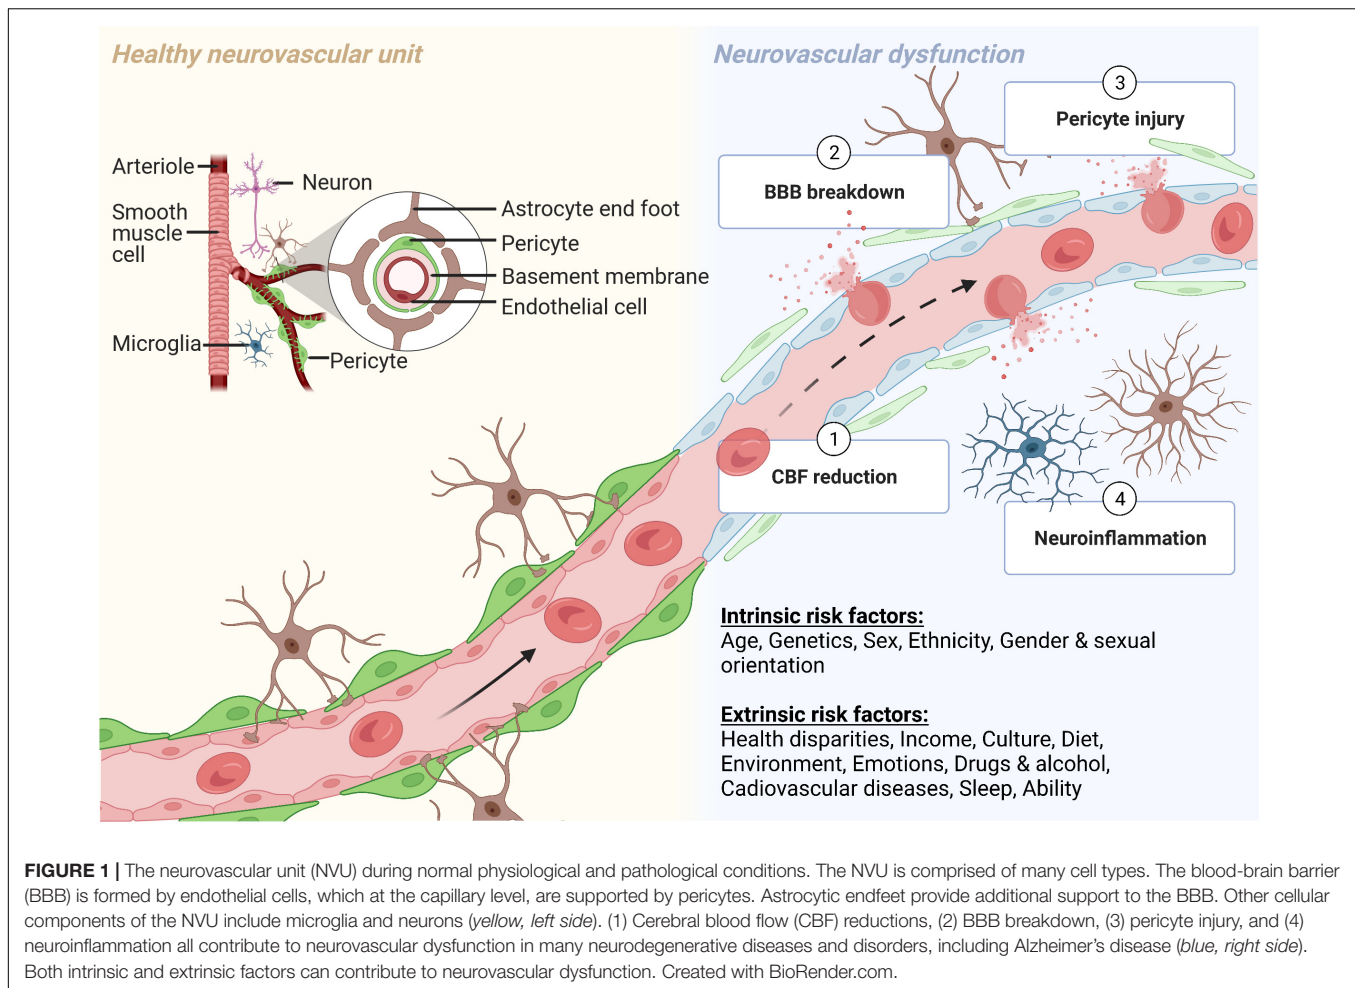 Healthy neurovascular unit
Neurovascular dysfunction
Arteriole
Neuron
Smooth
muscle
cell
Microglia
Pericyte
Astrocyte end foot
Pericyte
Basement membrane
Endothelial cell
3
Pericyte injury
2
BBB breakdown
1
CBF reduction
4
Neuroinflammation
Intrinsic risk factors:
Age, Genetics, Sex, Ethnicity, Gender & sexual
orientation
Extrinsic risk factors:
Health disparities, Income, Culture, Diet,
Environment, Emotions, Drugs & alcohol,
Cadiovascular diseases, Sleep, Ability
FIGURE 1 | The neurovascular unit (NVU) during normal physiological and pathological conditions. The NVU is comprised of many cell types. The blood-brain barrier
(BBB) is formed by endothelial cells, which at the capillary level, are supported by pericytes. Astrocytic endfeet provide additional support to the BBB. Other cellular
components of the NVU include microglia and neurons (yellow, left side). (1) Cerebral blood flow (CBF) reductions, (2) BBB breakdown, (3) pericyte injury, and (4)
neuroinflammation all contribute to neurovascular dysfunction in many neurodegenerative diseases and disorders, including Alzheimer's disease (blue, right side).
Both intrinsic and extrinsic factors can contribute to neurovascular dysfunction. Created with BioRender.com.